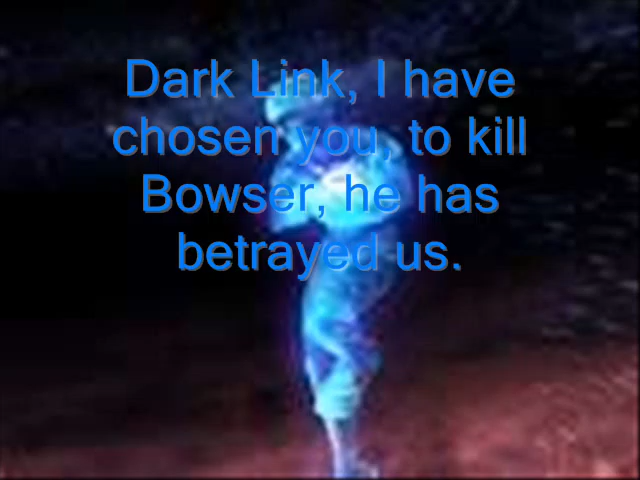 Dark Link, I have
chosen you, to kill
Bowser, he has
betrayed us.